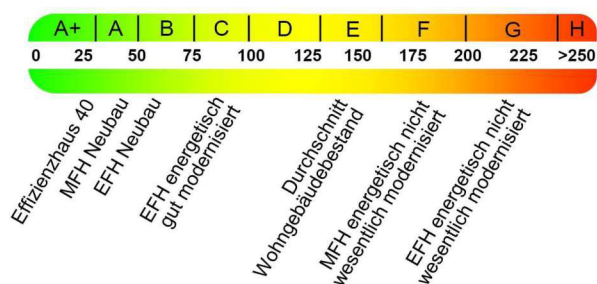 A+ A B C D E F G H
0 25 50 75 100 125 150 175 200 225 >250
Effizienzhaus 40
MFH Neubau
EFH Neubau
EFH energetisch
gut modernisiert
Durchschnitt
Wohngebäudebestand
MFH energetisch nicht
wesentlich modernisiert
EFH energetisch nicht
wesentlich modernisiert